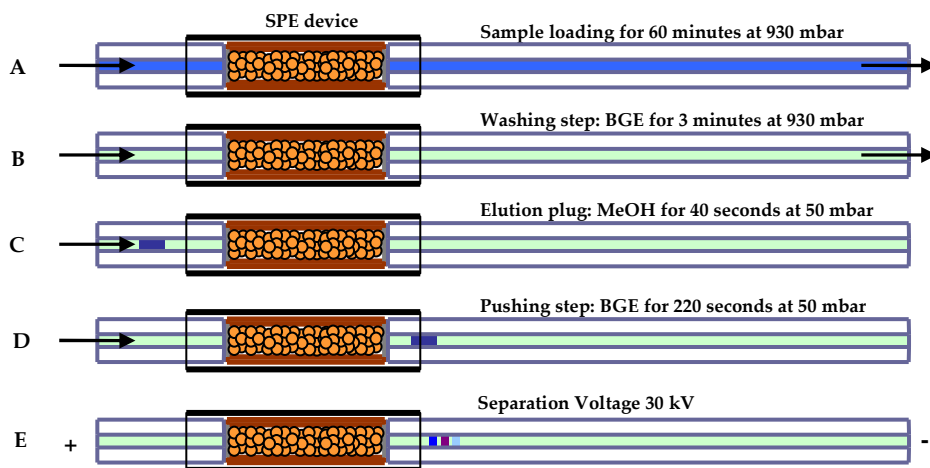 SPE device
Sample loading for 60 minutes at 930 mbar
A
Washing step: BGE for 3 minutes at 930 mbar
B
Elution plug: MeOH for 40 seconds at 50 mbar
C
Pushing step: BGE for 220 seconds at 50 mbar
D
Separation Voltage 30 kV
E + -